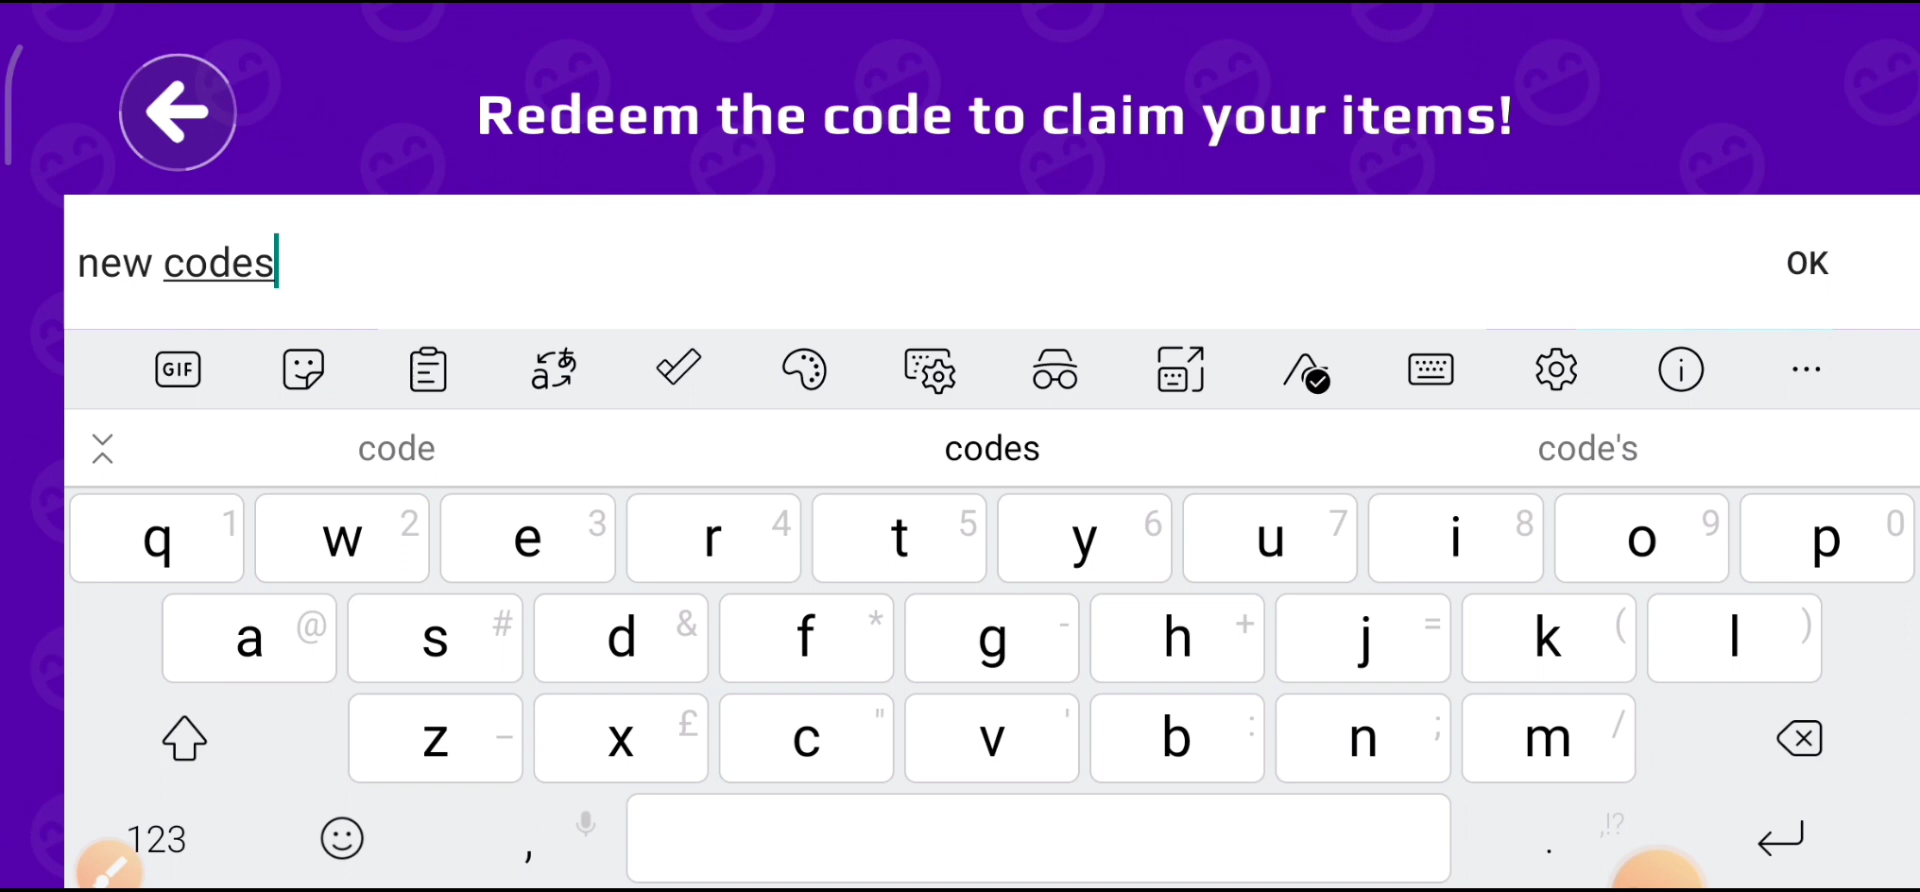 Redeem the code to claim your items!
new codes
OK
GIF
code codes code's
q 1 w 2 e 3 r 4 t 5 y 6 u 7 i 8 o 9 p 0
a @ s # d & f * g - h + j = k ( l )
z _ x £ c " v ' b : n ; m /
123 , . ,!?